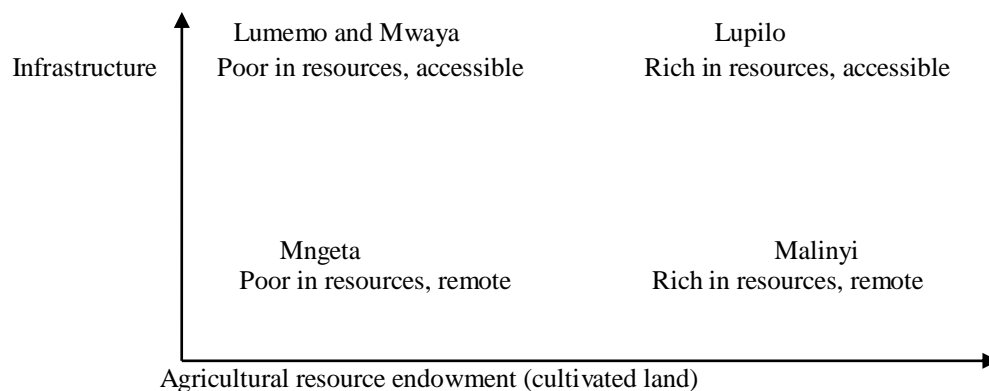 Lumemo and Mwaya Lupilo
Infrastructure Poor in resources, accessible Rich in resources, accessible
Mngeta Malinyi
Poor in resources, remote Rich in resources, remote
Agricultural resource endowment (cultivated land)